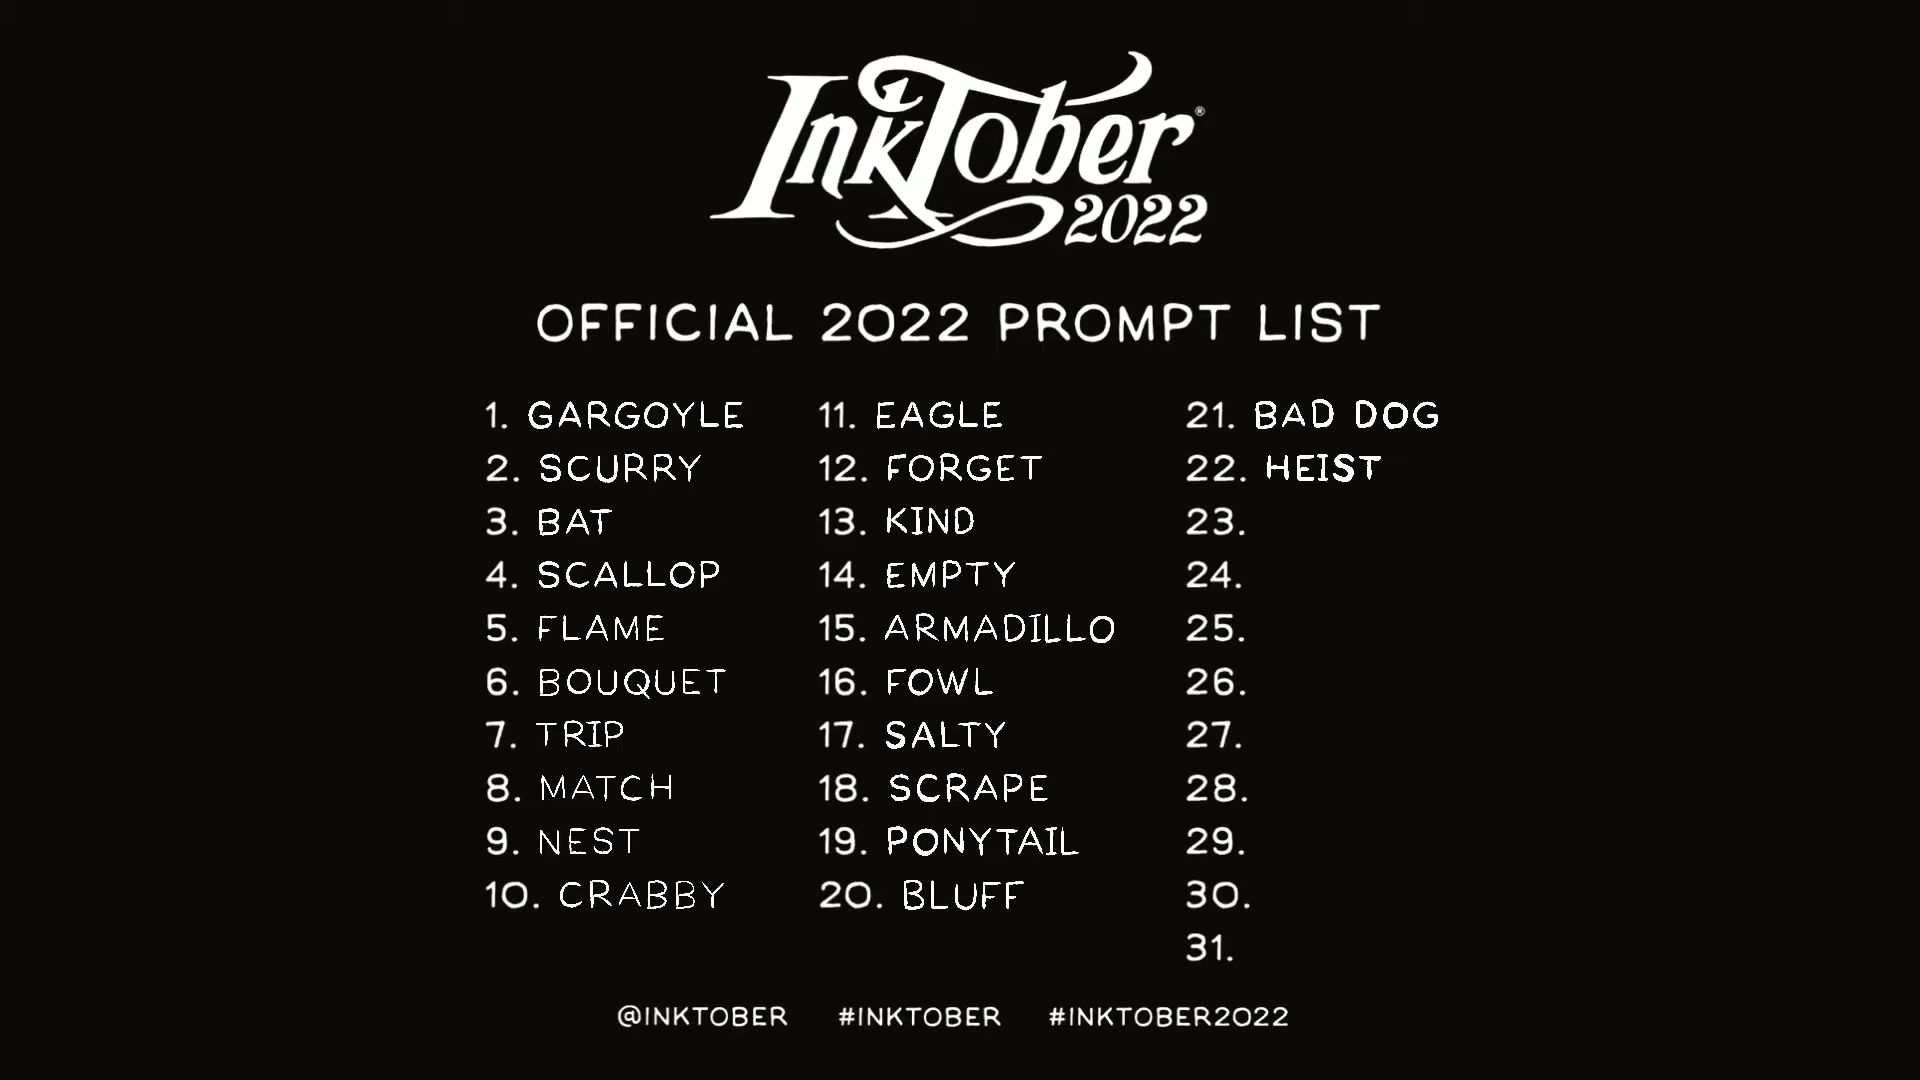 InkTober®
2022
OFFICIAL 2022 PROMPT LIST
1. GARGOYLE
2. SCURRY
3. BAT
4. SCALLOP
5. FLAME
6. BOUQUET
7. TRIP
8. MATCH
9. NEST
10. CRABBY
11. EAGLE
12. FORGET
13. KIND
14. EMPTY
15. ARMADILLO
16. FOWL
17. SALTY
18. SCRAPE
19. PONYTAIL
20. BLUFF
21. BAD DOG
22. HEIST
23.
24.
25.
26.
27.
28.
29.
30.
31.
@INKTOBER #INKTOBER #INKTOBER2022